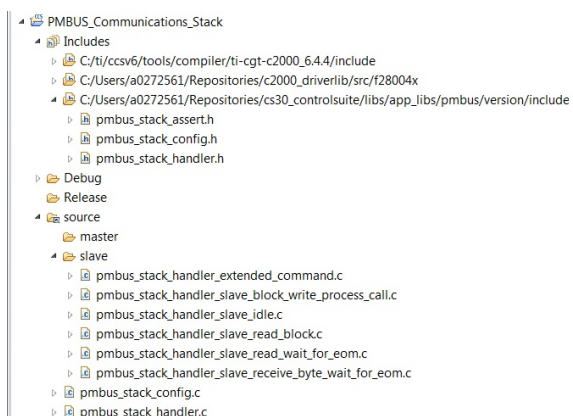 PMBUS_Communications_Stack
Includes
C:/ti/ccsv6/tools/compiler/ti-cgt-c2000_6.4.4/include
C:/Users/a0272561/Repositories/c2000_driverlib/src/f28004x
C:/Users/a0272561/Repositories/cs30_controlsuite/libs/app_libs/pmbus/version/include
pmbus_stack_assert.h
pmbus_stack_config.h
pmbus_stack_handler.h
Debug
Release
source
master
slave
pmbus_stack_handler_extended_command.c
pmbus_stack_handler_slave_block_write_process_call.c
pmbus_stack_handler_slave_idle.c
pmbus_stack_handler_slave_read_block.c
pmbus_stack_handler_slave_read_wait_for_eom.c
pmbus_stack_handler_slave_receive_byte_wait_for_eom.c
pmbus_stack_config.c
pmbus_stack_handler.c